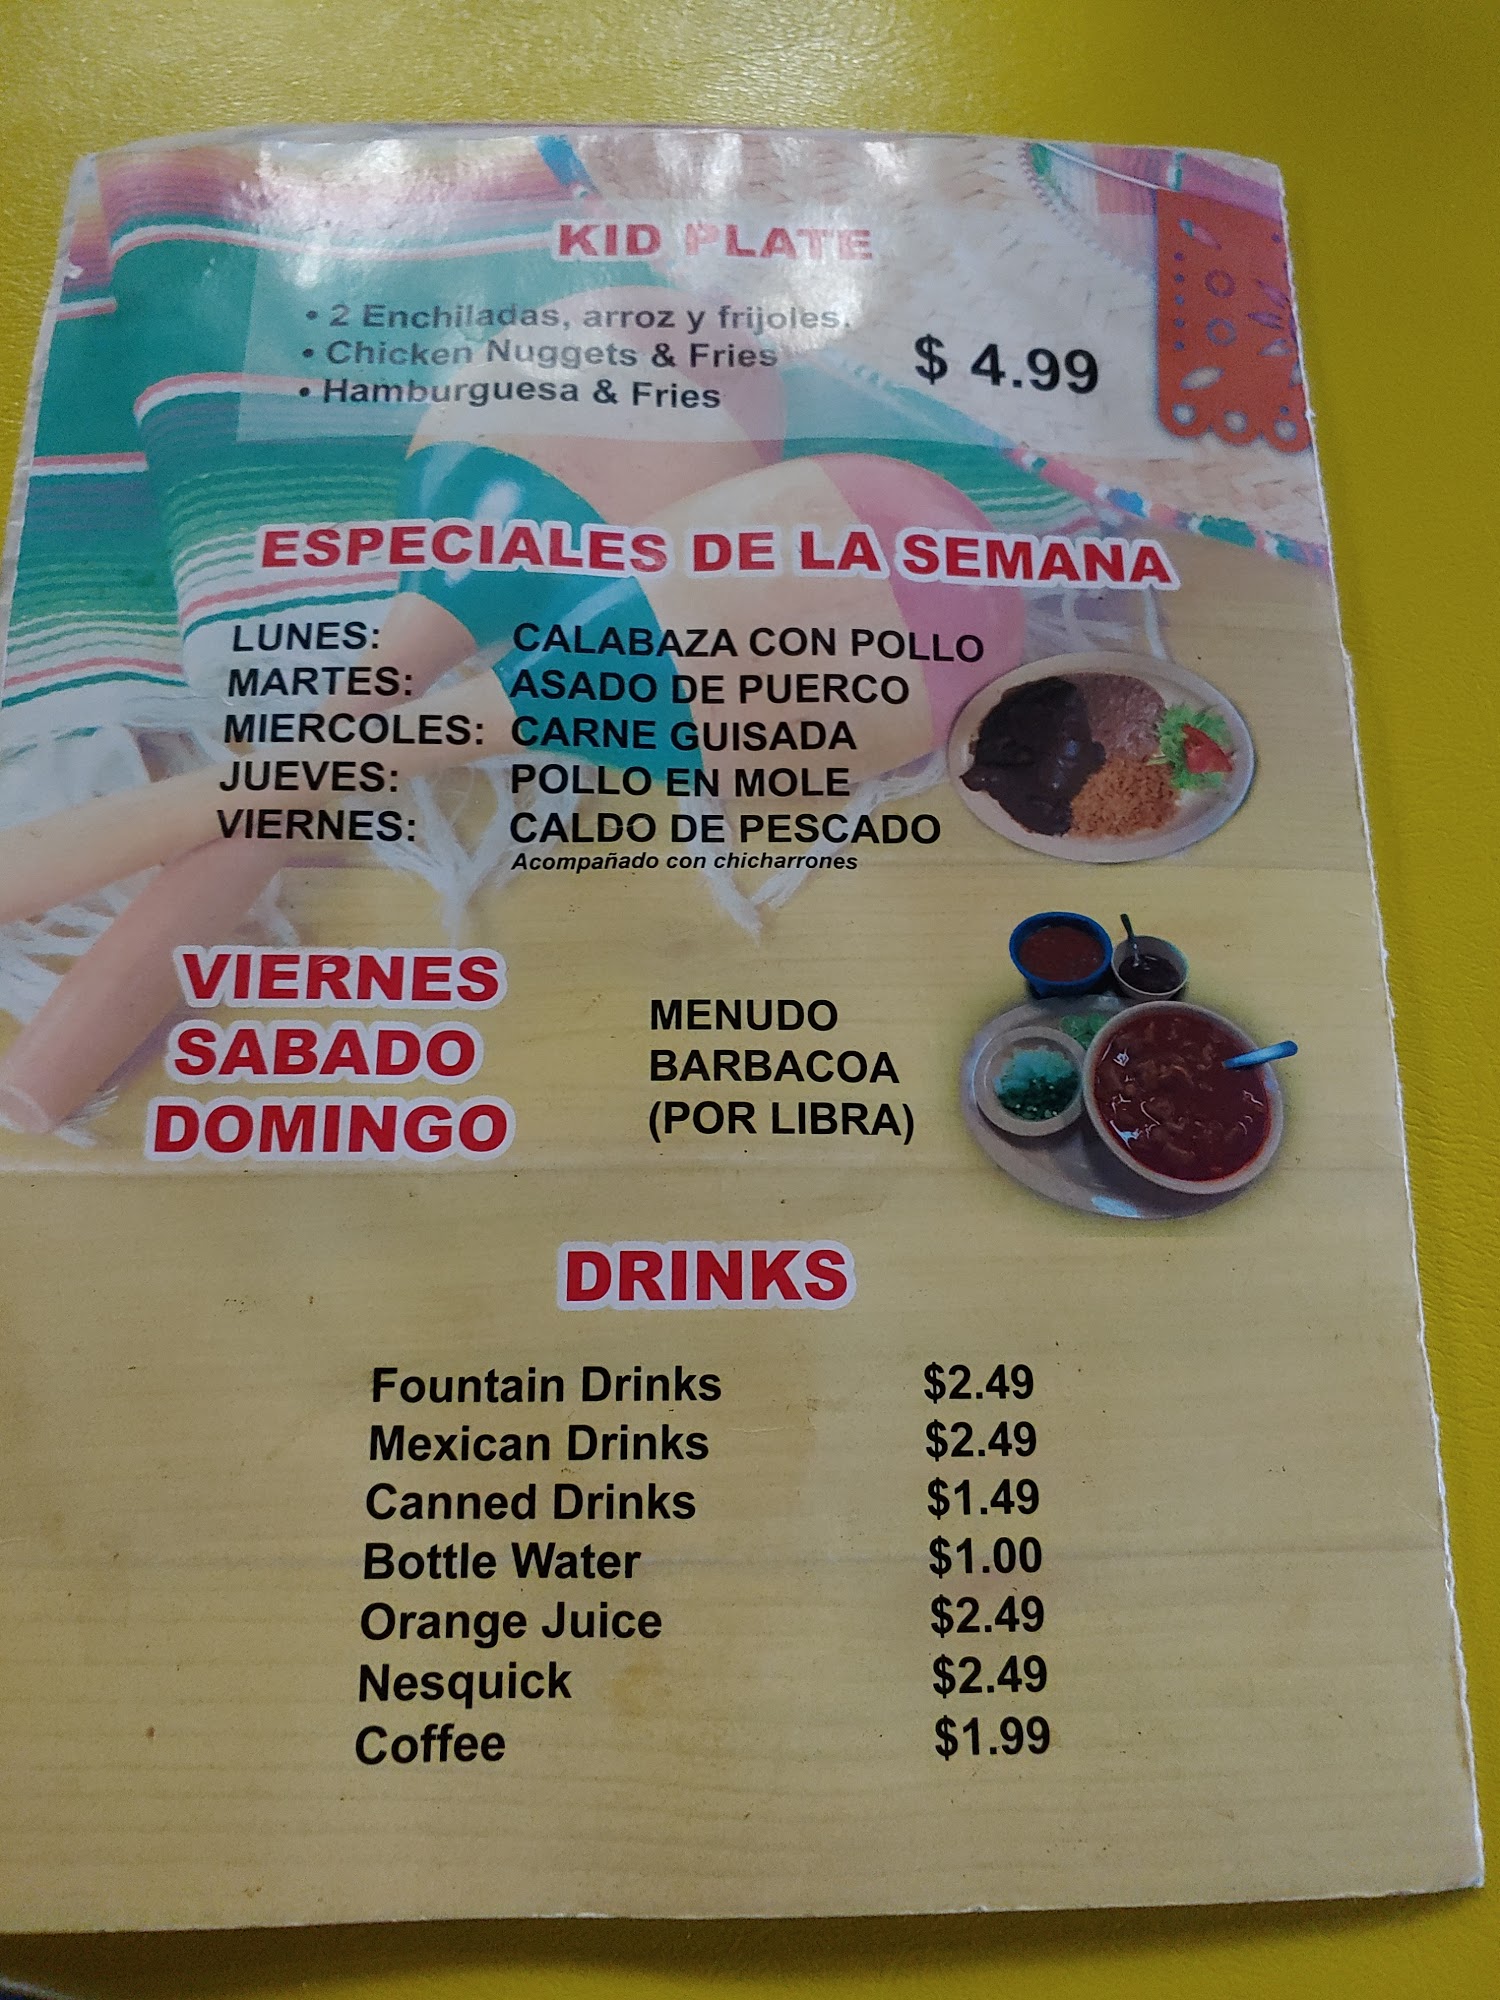 KID PLATE
• 2 Enchiladas, arroz y frijoles.
• Chicken Nuggets & Fries
• Hamburguesa & Fries
$ 4.99
ESPECIALES DE LA SEMANA
LUNES: CALABAZA CON POLLO
MARTES: ASADO DE PUERCO
MIERCOLES: CARNE GUISADA
JUEVES: POLLO EN MOLE
VIERNES: CALDO DE PESCADO
Acompañado con chicharrones
VIERNES
SABADO
DOMINGO
MENUDO
BARBACOA
(POR LIBRA)
DRINKS
Fountain Drinks $2.49
Mexican Drinks $2.49
Canned Drinks $1.49
Bottle Water $1.00
Orange Juice $2.49
Nesquick $2.49
Coffee $1.99